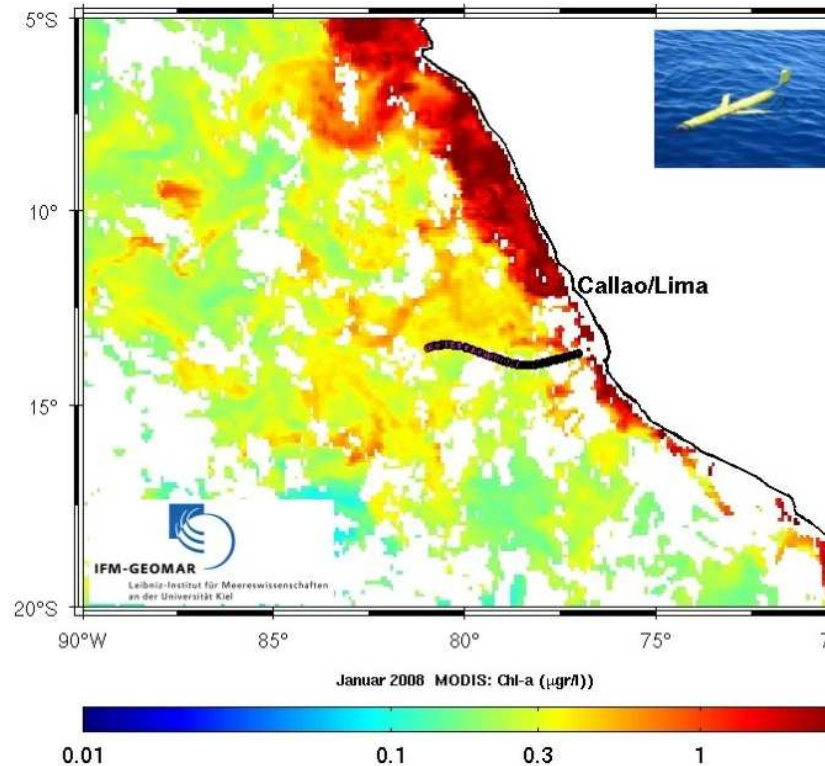 5°S
10°
15°
20°S
Callao/Lima
IFM-GEOMAR
Leibniz-Institut für Meereswissenschaften
an der Universität Kiel
90°W
85°
80°
75°
Januar 2008 MODIS: Chl-a (µgr/l))
0.01
0.1
0.3
1